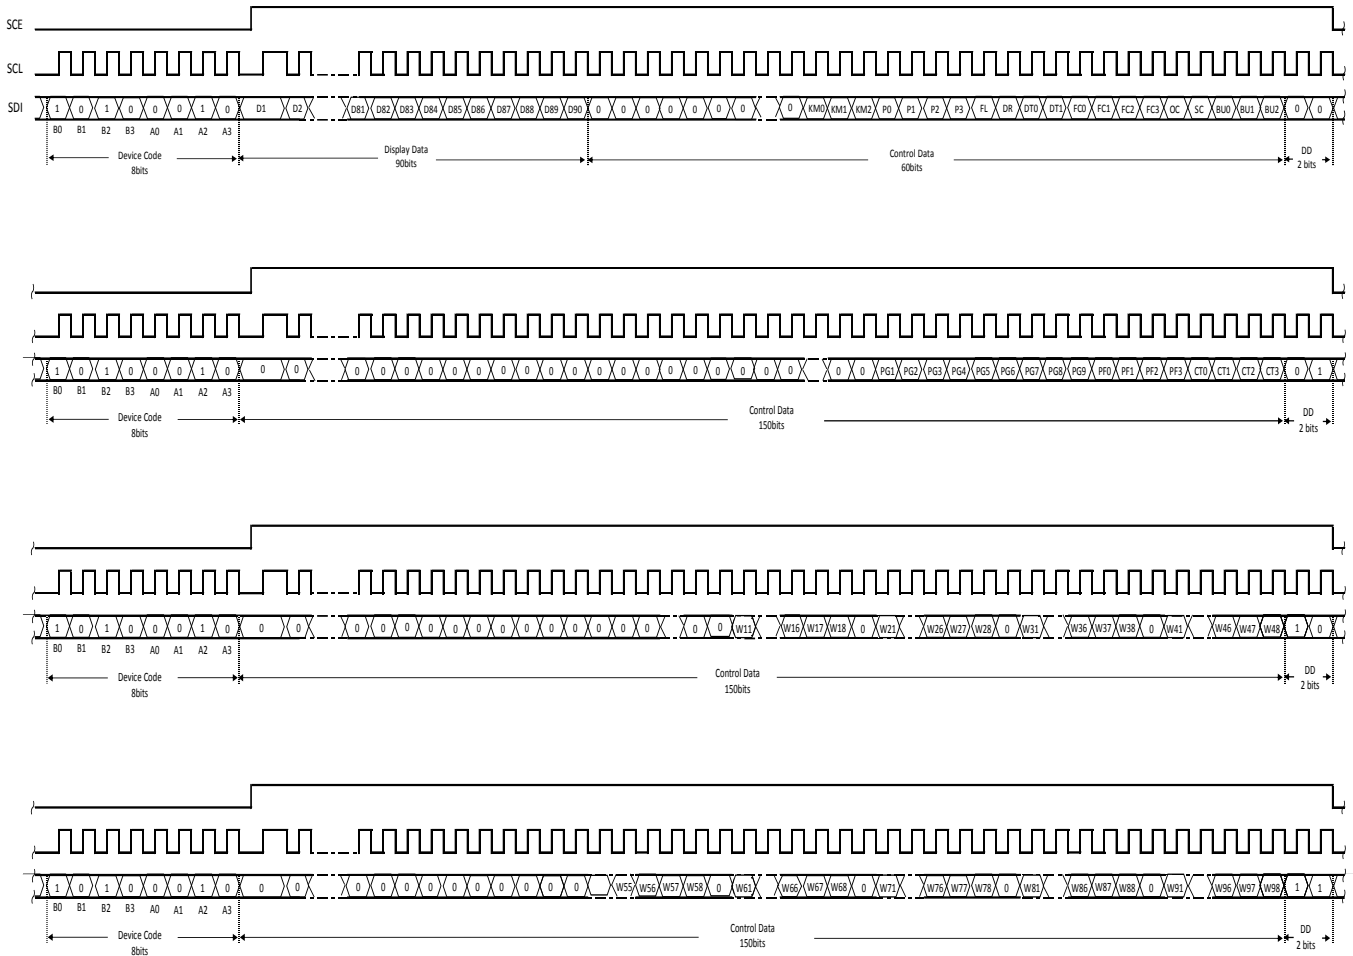 SCE
SCL
SDI 1 0 1 0 0 0 1 0 D1 D2 D81 D82 D83 D84 D85 D86 D87 D88 D89 D90 0 0 0 0 0 0 0 0 KM0 KM1 KM2 P0 P1 P2 P3 FL DR DT0 DT1 FC0 FC1 FC2 FC3 OC SC BU0 BU1 BU2 0 0
B0 B1 B2 B3 A0 A1 A2 A3
Device Code Display Data Control Data DD
8bits 90bits 60bits 2 bits
1 0 1 0 0 0 1 0 0 0 0 0 0 0 0 0 0 0 0 0 0 0 0 0 0 0 0 0 0 0 0 0 0 PG1 PG2 PG3 PG4 PG5 PG6 PG7 PG8 PG9 PF0 PF1 PF2 PF3 CT0 CT1 CT2 CT3 0 1
B0 B1 B2 B3 A0 A1 A2 A3
Device Code Control Data DD
8bits 150bits 2 bits
1 0 1 0 0 0 1 0 0 0 0 0 0 0 0 0 0 0 0 0 0 0 0 0 0 W11 W16 W17 W18 0 W21 W26 W27 W28 0 W31 W36 W37 W38 0 W41 W46 W47 W48 1 0
B0 B1 B2 B3 A0 A1 A2 A3
Device Code Control Data DD
8bits 150bits 2 bits
1 0 1 0 0 0 1 0 0 0 0 0 0 0 0 0 0 0 0 0 0 W55 W56 W57 W58 0 W61 W66 W67 W68 0 W71 W76 W77 W78 0 W81 W86 W87 W88 0 W91 W96 W97 W98 1 1
B0 B1 B2 B3 A0 A1 A2 A3
Device Code Control Data DD
8bits 150bits 2 bits